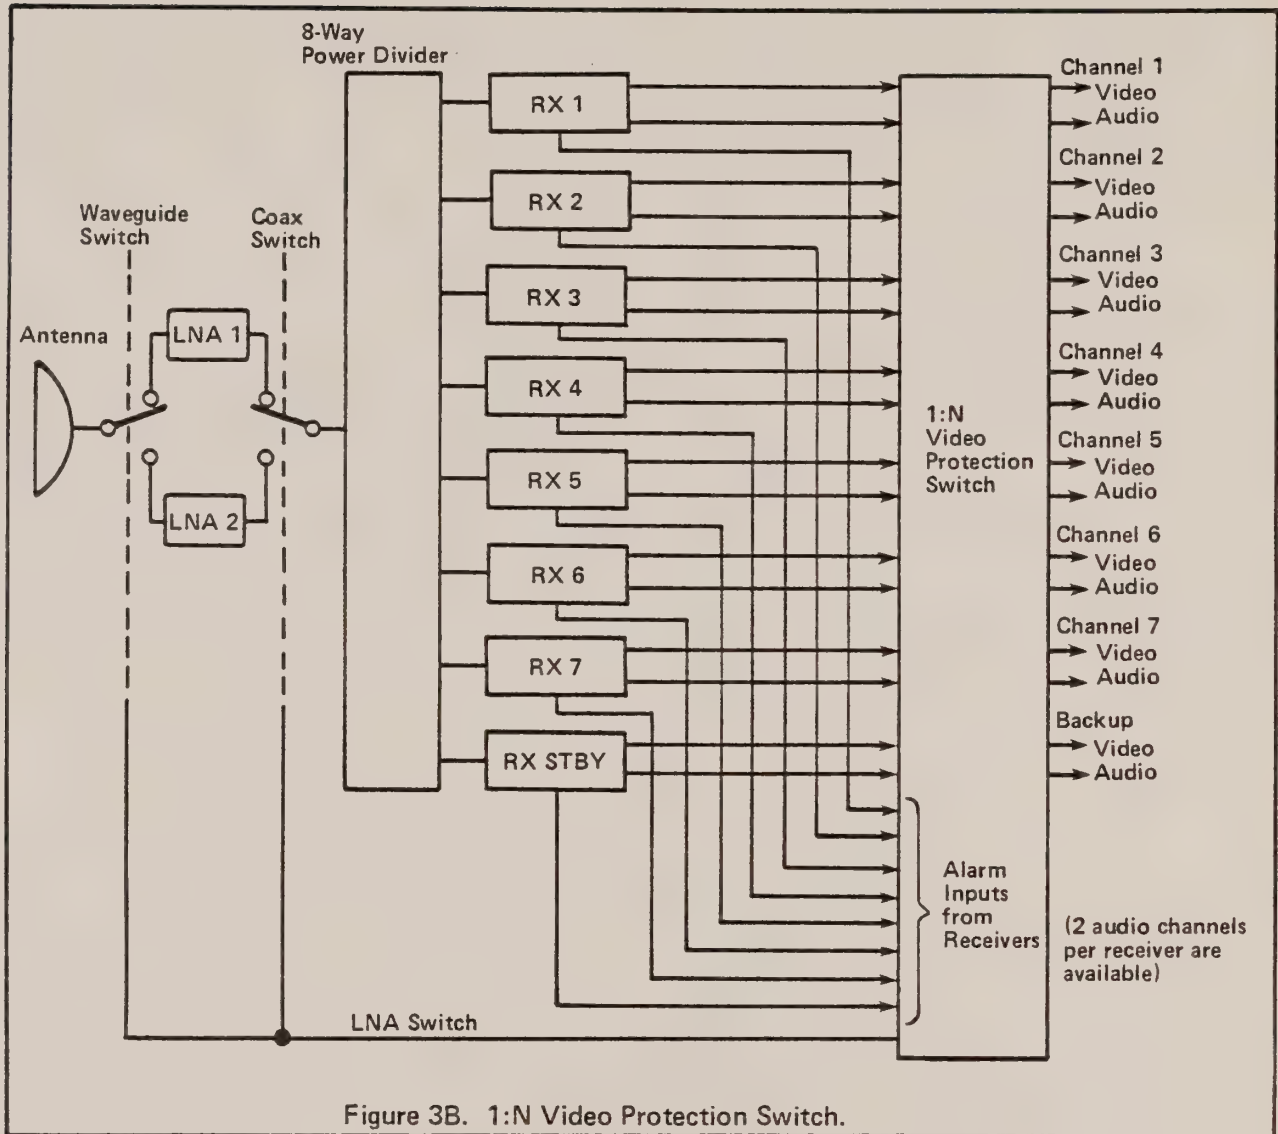 8-Way
Power Divider
Waveguide
Switch
Coax
Switch
Antenna
LNA 1
LNA 2
RX 1
RX 2
RX 3
RX 4
RX 5
RX 6
RX 7
RX STBY
1:N
Video
Protection
Switch
Alarm
Inputs
from
Receivers
LNA Switch
Channel 1
Video
Audio
Channel 2
Video
Audio
Channel 3
Video
Audio
Channel 4
Video
Audio
Channel 5
Video
Audio
Channel 6
Video
Audio
Channel 7
Video
Audio
Backup
Video
Audio
(2 audio channels
per receiver are
available)
Figure 3B. 1:N Video Protection Switch.